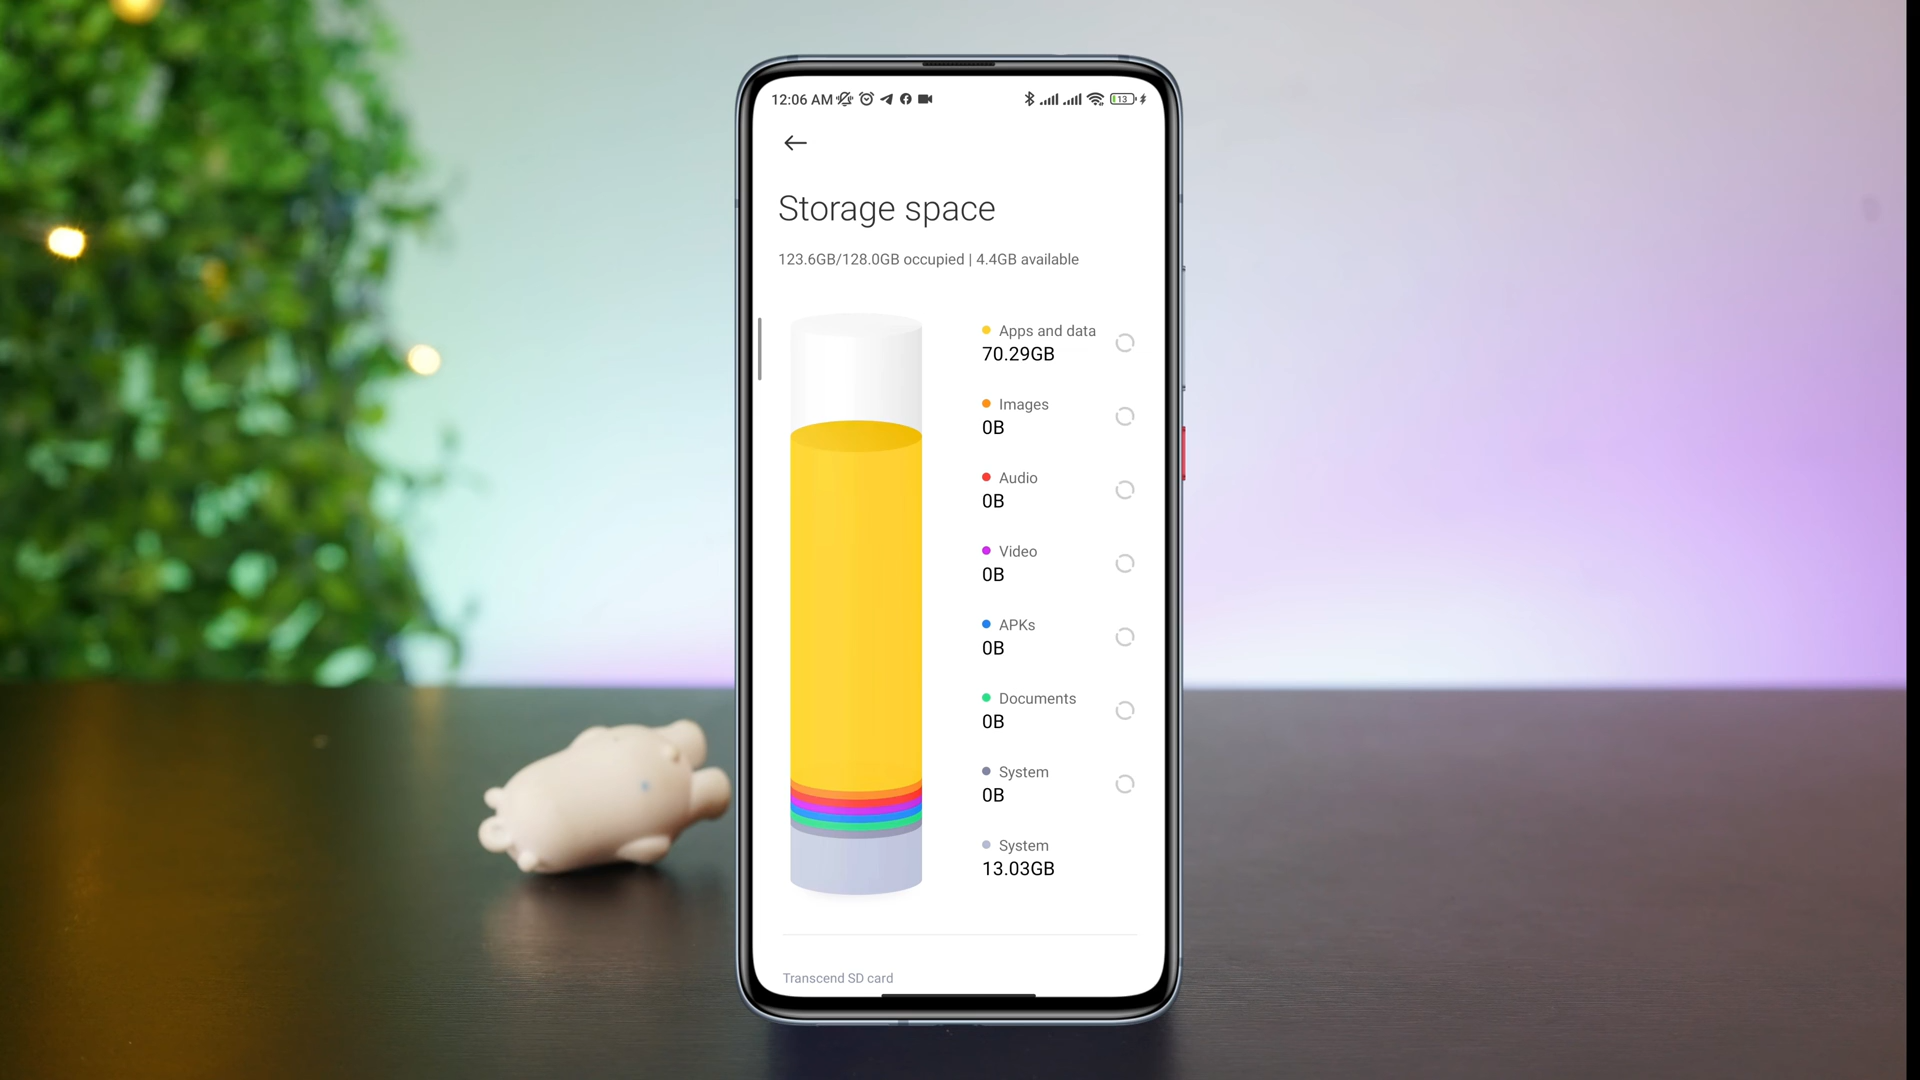 12:06 AM 13
Storage space
123.6GB/128.0GB occupied | 4.4GB available
Apps and data
70.29GB
Images
0B
Audio
0B
Video
0B
APKs
0B
Documents
0B
System
0B
System
13.03GB
Transcend SD card